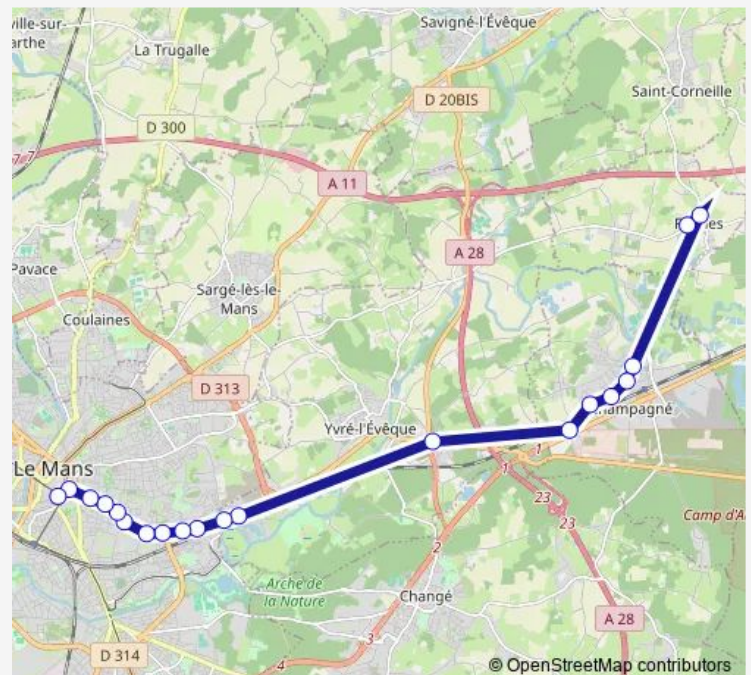 ville-sur-
arthe
La Trugalle
Savigné-l'Évêque
Saint-Corneille
D 20BIS
D 300
A 11
A 28
Pavace
Coulaines
Sargé-lès-le-
Mans
D 313
Yvré-l'Évêque
Champagné
1
1
Le Mans
23
23
Camp d'A
2
Arche de
la Nature
Changé
A 28
3
D 314
4
© OpenStreetMap contributors